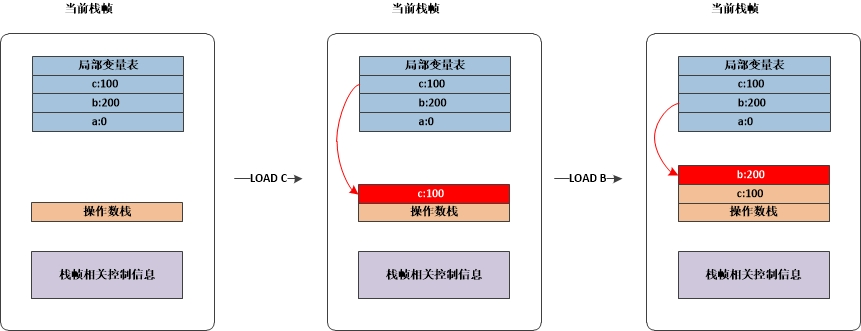 当前栈帧
局部变量表
c:100
b:200
a:0
操作数栈
栈帧相关控制信息
LOAD C
当前栈帧
局部变量表
c:100
b:200
a:0
c:100
操作数栈
栈帧相关控制信息
LOAD B
当前栈帧
局部变量表
c:100
b:200
a:0
b:200
c:100
操作数栈
栈帧相关控制信息